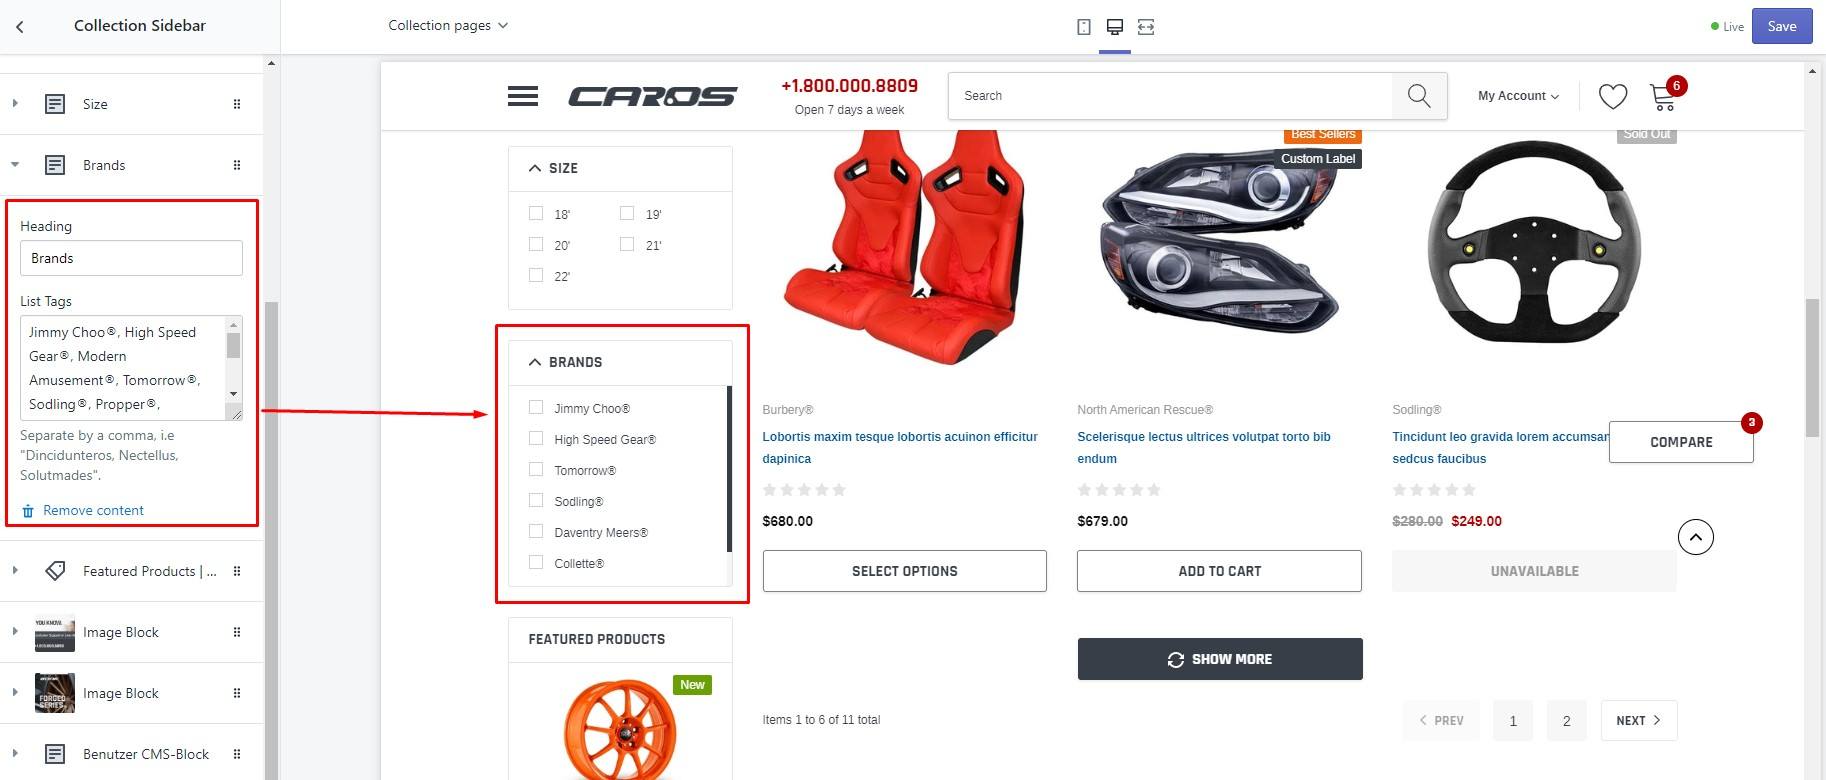 Collection Sidebar
Collection pages
Live
Save
Size
Brands
Heading
Brands
List Tags
Jimmy Choo®, High Speed
Gear®, Modern
Amusement®, Tomorrow®,
Sodling®, Propper®,
Separate by a comma, i.e
"Dincidunteros, Nectellus,
Solutmades".
Remove content
Featured Products | ...
Image Block
Image Block
Benutzer CMS-Block
CAROS
+1.800.000.8809
Open 7 days a week
Search
My Account
6
SIZE
18'
19'
20'
21'
22'
BRANDS
Jimmy Choo®
High Speed Gear®
Tomorrow®
Sodling®
Daventry Meers®
Collette®
FEATURED PRODUCTS
New
Best Sellers
Custom Label
Sold Out
Burbery®
Lobortis maxim tesque lobortis acuinon efficitur
dapinica
$680.00
SELECT OPTIONS
North American Rescue®
Scelerisque lectus ultrices volutpat torto bib
endum
$679.00
ADD TO CART
Sodling®
Tincidunt leo gravida lorem accumsan
sedcus faucibus
$280.00 $249.00
UNAVAILABLE
COMPARE
3
SHOW MORE
Items 1 to 6 of 11 total
PREV
1
2
NEXT